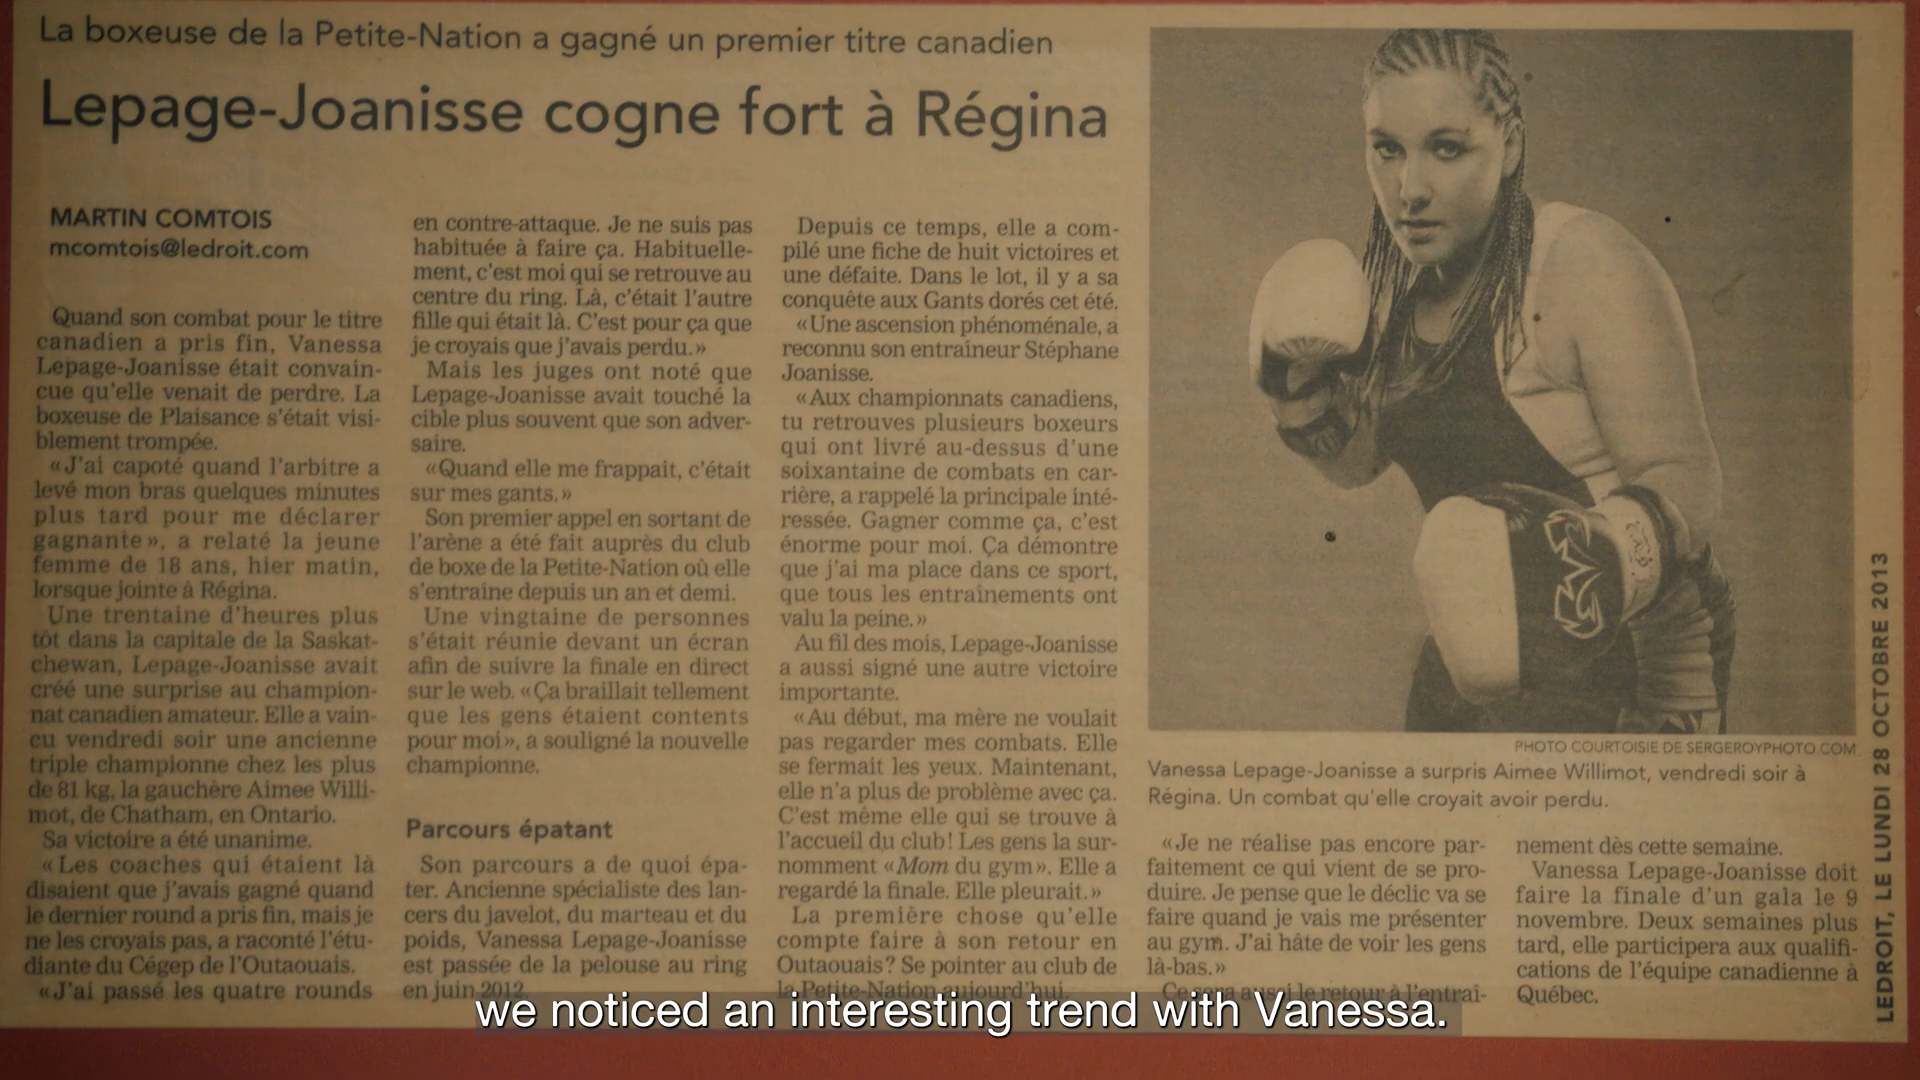 La boxeuse de la Petite-Nation a gagné un premier titre canadien
Lepage-Joanisse cogne fort à Régina
MARTIN COMTOIS
mcomtois@ledroit.com
Quand son combat pour le titre
canadien a pris fin, Vanessa
Lepage-Joanisse était convain-
cue qu'elle venait de perdre. La
boxeuse de Plaisance s'était visi-
blement trompée.
«J'ai capoté quand l'arbitre a
levé mon bras quelques minutes
plus tard pour me déclarer
gagnante», a relaté la jeune
femme de 18 ans, hier matin,
lorsque jointe à Régina.
Une trentaine d'heures plus
tôt dans la capitale de la Saskat-
chewan, Lepage-Joanisse avait
créé une surprise au champion-
nat canadien amateur. Elle a vain-
cu vendredi soir une ancienne
triple championne chez les plus
de 81 kg, la gauchère Aimee Willi-
mot, de Chatham, en Ontario.
Sa victoire a été unanime.
«Les coaches qui étaient là
disaient que j'avais gagné quand
le dernier round a pris fin, mais je
ne les croyais pas, a raconté l'étu-
diante du Cégep de l'Outaouais.
«J'ai passé les quatre rounds
en contre-attaque. Je ne suis pas
habituée à faire ça. Habituelle-
ment, c'est moi qui se retrouve au
centre du ring. Là, c'était l'autre
fille qui était là. C'est pour ça que
je croyais que j'avais perdu.»
Mais les juges ont noté que
Lepage-Joanisse avait touché la
cible plus souvent que son adver-
saire.
«Quand elle me frappait, c'était
sur mes gants.»
Son premier appel en sortant de
l'arène a été fait auprès du club
de boxe de la Petite-Nation où elle
s'entraine depuis un an et demi.
Une vingtaine de personnes
s'était réunie devant un écran
afin de suivre la finale en direct
sur le web. «Ça braillait tellement
que les gens étaient contents
pour moi», a souligné la nouvelle
championne.
Parcours épatant
Son parcours a de quoi épa-
ter. Ancienne spécialiste des lan-
cers du javelot, du marteau et du
poids, Vanessa Lepage-Joanisse
est passée de la pelouse au ring
en juin 2012.
Depuis ce temps, elle a com-
pilé une fiche de huit victoires et
une défaite. Dans le lot, il y a sa
conquête aux Gants dorés cet été.
«Une ascension phénoménale, a
reconnu son entraîneur Stéphane
Joanisse.
«Aux championnats canadiens,
tu retrouves plusieurs boxeurs
qui ont livré au-dessus d'une
soixantaine de combats en car-
rière, a rappelé la principale inté-
ressée. Gagner comme ça, c'est
énorme pour moi. Ça démontre
que j'ai ma place dans ce sport,
que tous les entraînements ont
valu la peine.»
Au fil des mois, Lepage-Joanisse
a aussi signé une autre victoire
importante.
«Au début, ma mère ne voulait
pas regarder mes combats. Elle
se fermait les yeux. Maintenant,
elle n'a plus de problème avec ça.
C'est même elle qui se trouve à
l'accueil du club! Les gens la sur-
nomment «Mom du gym». Elle a
regardé la finale. Elle pleurait.»
La première chose qu'elle
compte faire à son retour en
Outaouais? Se pointer au club de
la Petite-Nation aujourd'hui.
PHOTO COURTOISIE DE SERGEROYPHOTO.COM
Vanessa Lepage-Joanisse a surpris Aimee Willimot, vendredi soir à
Régina. Un combat qu'elle croyait avoir perdu.
«Je ne réalise pas encore par-
faitement ce qui vient de se pro-
duire. Je pense que le déclic va se
faire quand je vais me présenter
au gym. J'ai hâte de voir les gens
là-bas.»
Ce sera aussi le retour à l'entraî-
nement dès cette semaine.
Vanessa Lepage-Joanisse doit
faire la finale d'un gala le 9
novembre. Deux semaines plus
tard, elle participera aux qualifi-
cations de l'équipe canadienne à
Québec.
LEDROIT, LE LUNDI 28 OCTOBRE 2013
we noticed an interesting trend with Vanessa.